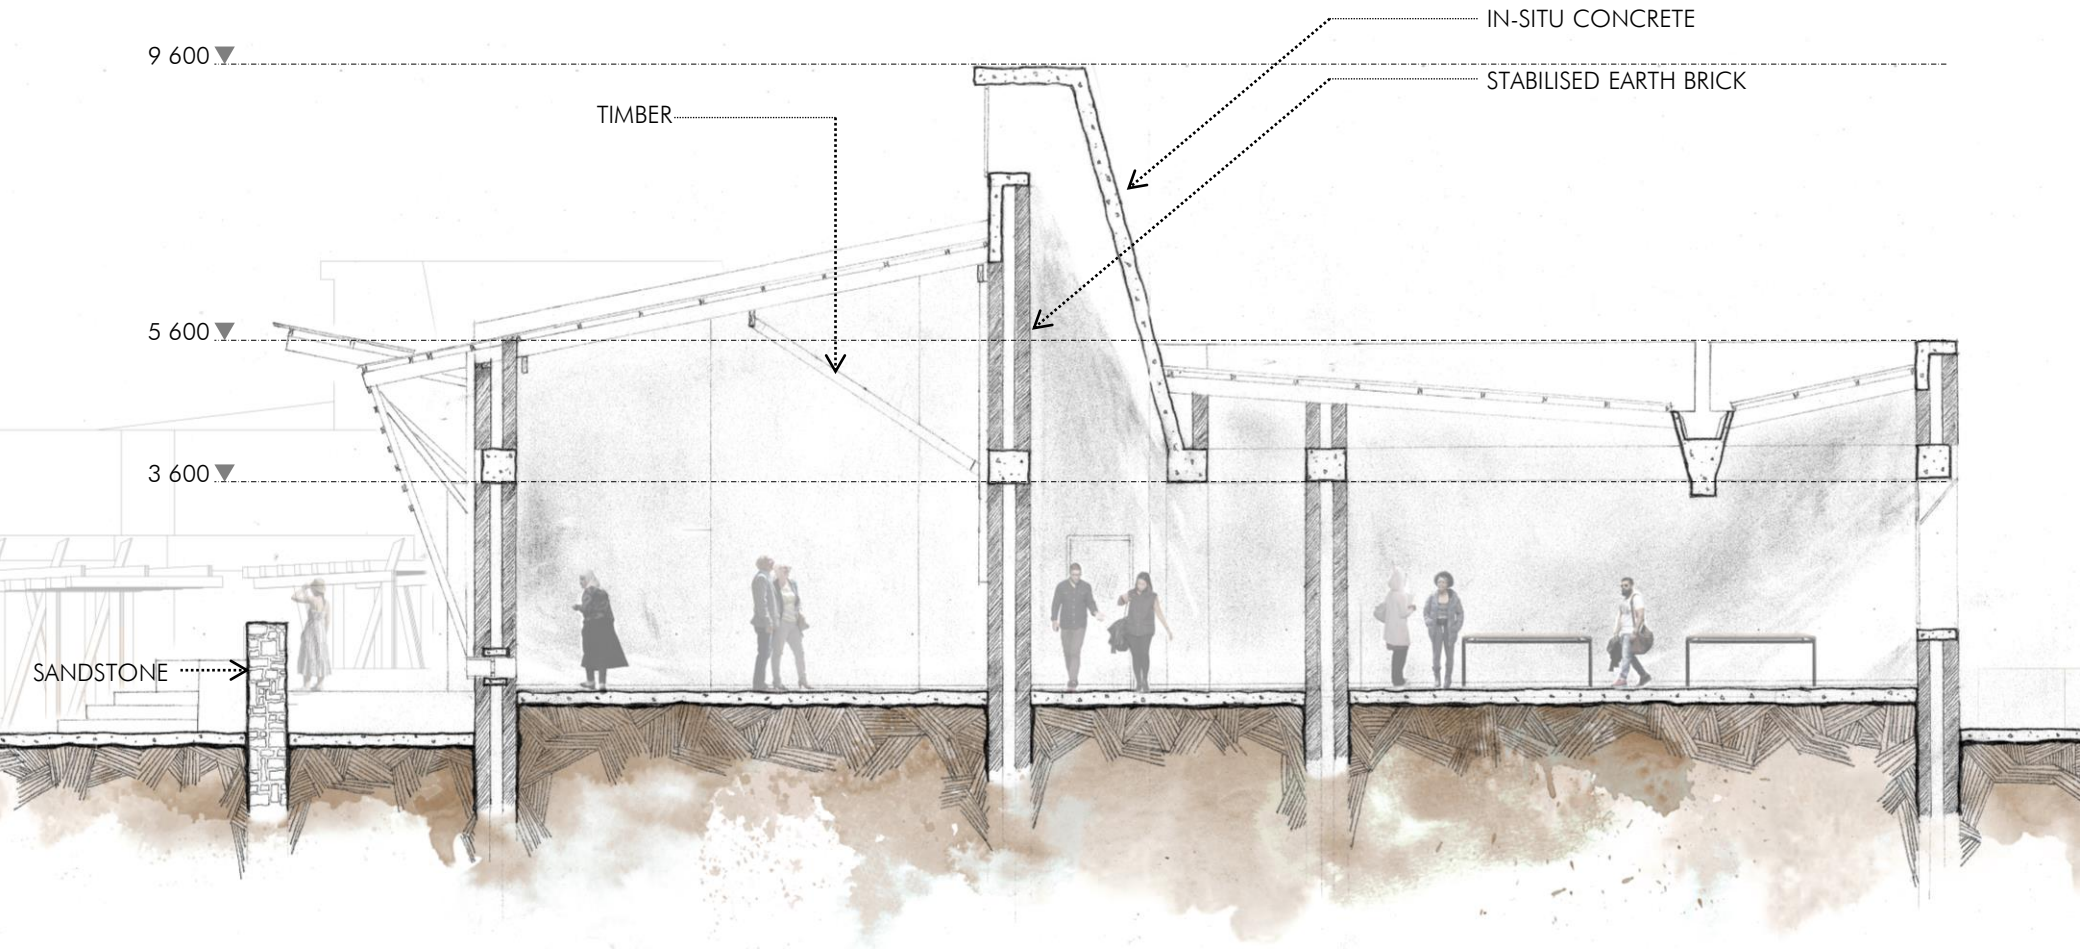 IN-SITU CONCRETE
9 600
STABILISED EARTH BRICK
TIMBER
5 600
3 600
SANDSTONE